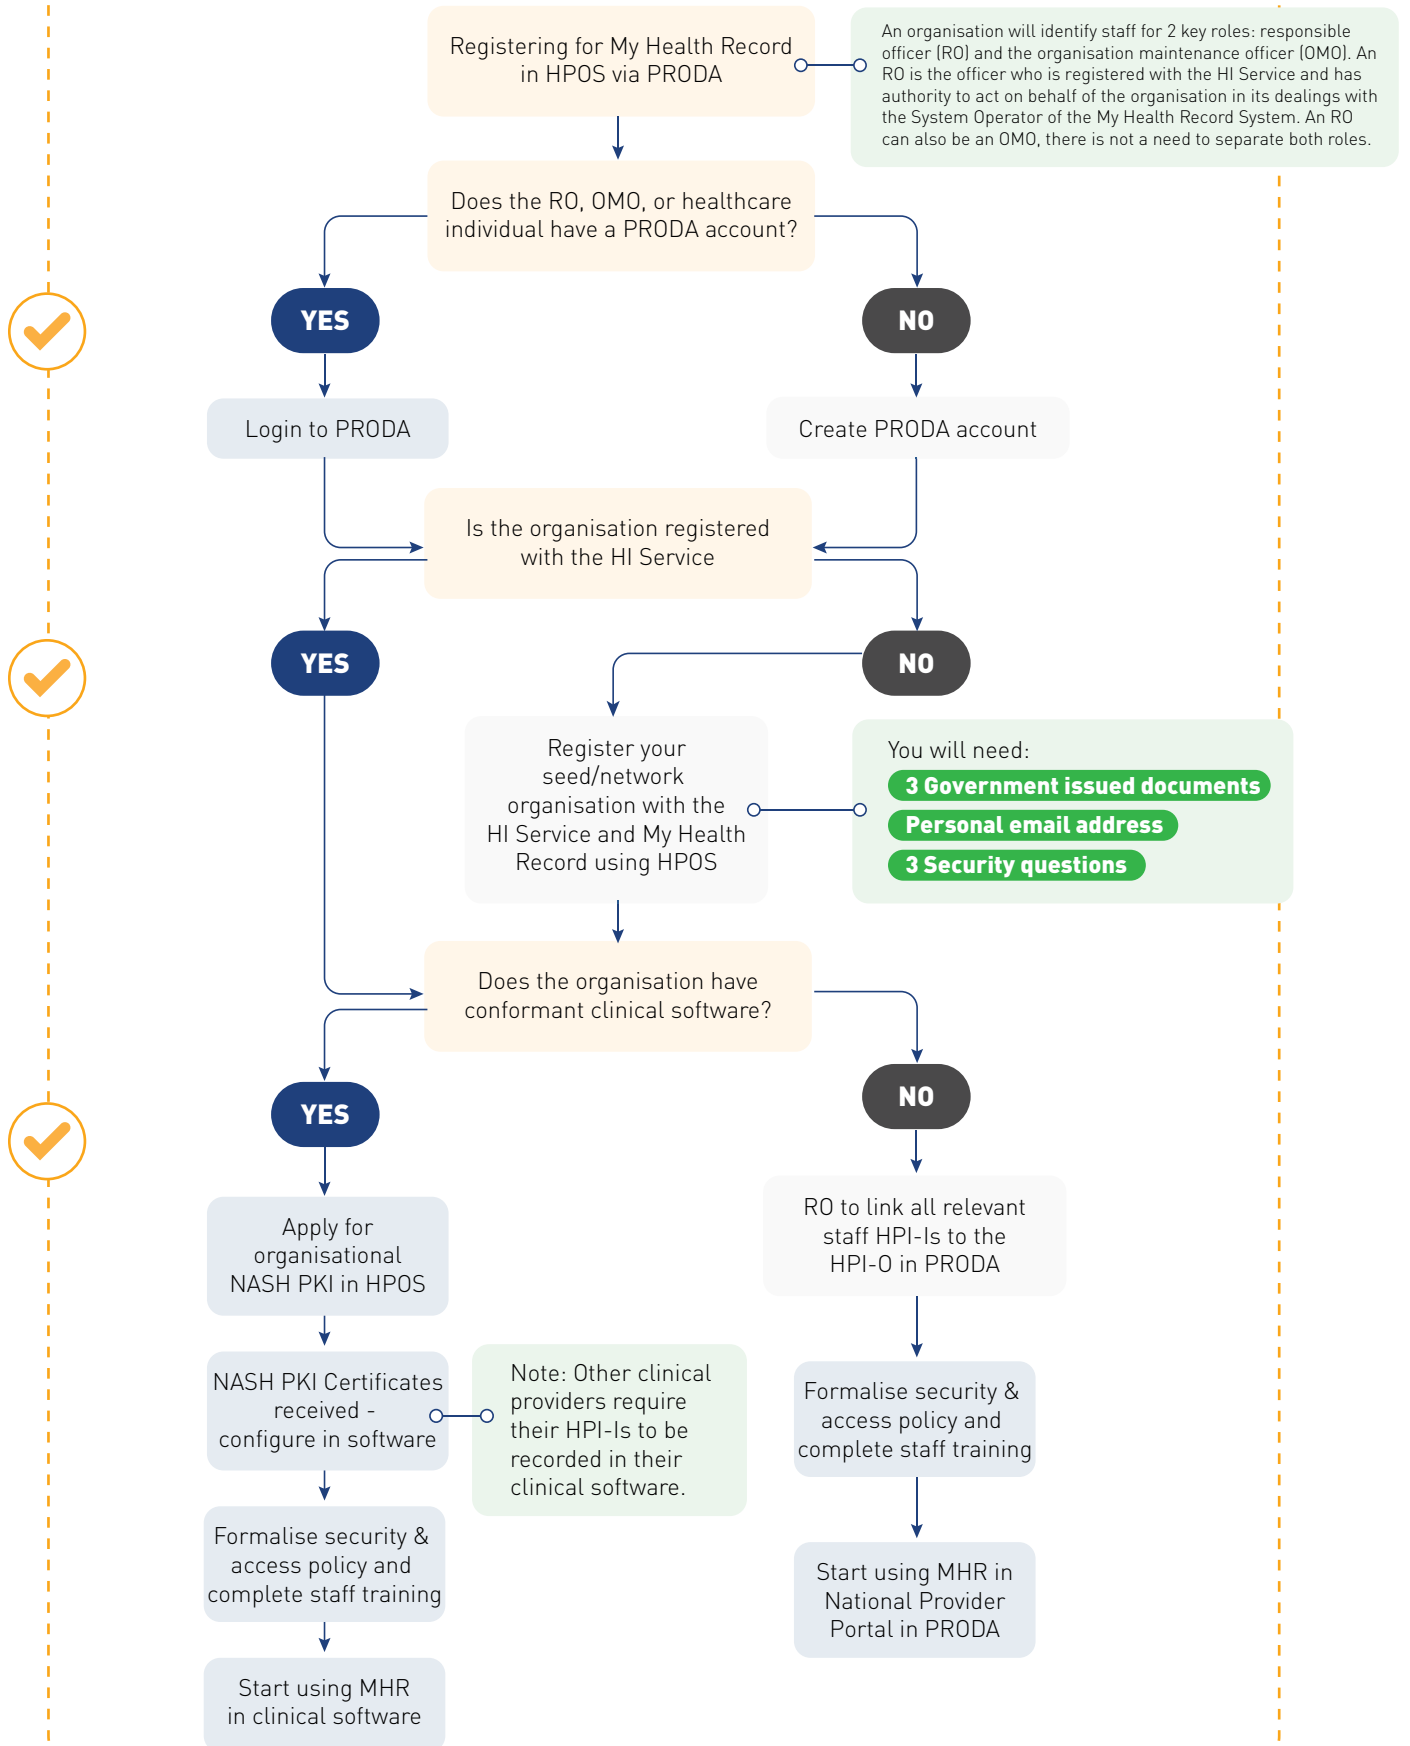 Registering for My Health Record
in HPOS via PRODA
An organisation will identify staff for 2 key roles: responsible
officer (RO) and the organisation maintenance officer (OMO). An
RO is the officer who is registered with the HI Service and has
authority to act on behalf of the organisation in its dealings with
the System Operator of the My Health Record System. An RO
can also be an OMO, there is not a need to separate both roles.
Does the RO, OMO, or healthcare
individual have a PRODA account?
YES
NO
Login to PRODA
Create PRODA account
Is the organisation registered
with the HI Service
YES
NO
Register your
seed/network
organisation with the
HI Service and My Health
Record using HPOS
You will need:
3 Government issued documents
Personal email address
3 Security questions
Does the organisation have
conformant clinical software?
YES
NO
Apply for
organisational
NASH PKI in HPOS
RO to link all relevant
staff HPI-Is to the
HPI-O in PRODA
NASH PKI Certificates
received -
configure in software
Note: Other clinical
providers require
their HPI-Is to be
recorded in their
clinical software.
Formalise security &
access policy and
complete staff training
Formalise security &
access policy and
complete staff training
Start using MHR in
National Provider
Portal in PRODA
Start using MHR
in clinical software